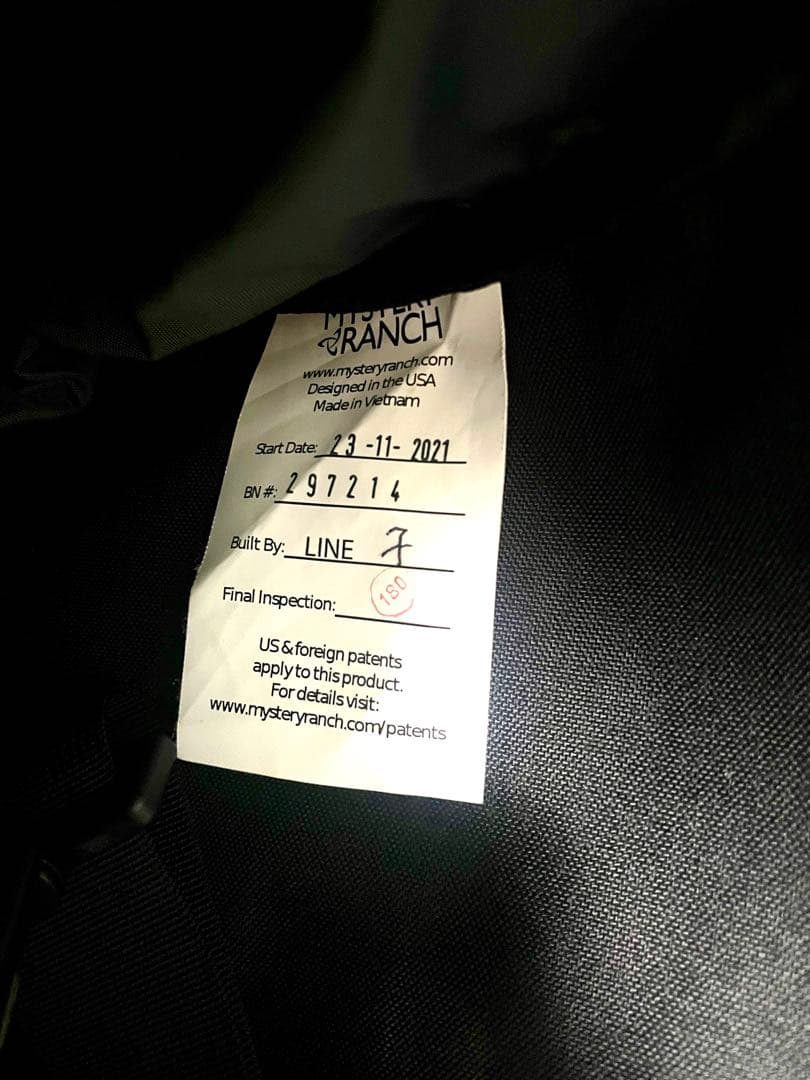 MYSTERY
RANCH
www.mysteryranch.com
Designed in the USA
Made in Vietnam
Start Date: 23-11-2021
BN #: 297214
Built By: LINE 7
Final Inspection: 180
US & foreign patents
apply to this product.
For details visit:
www.mysteryranch.com/patents